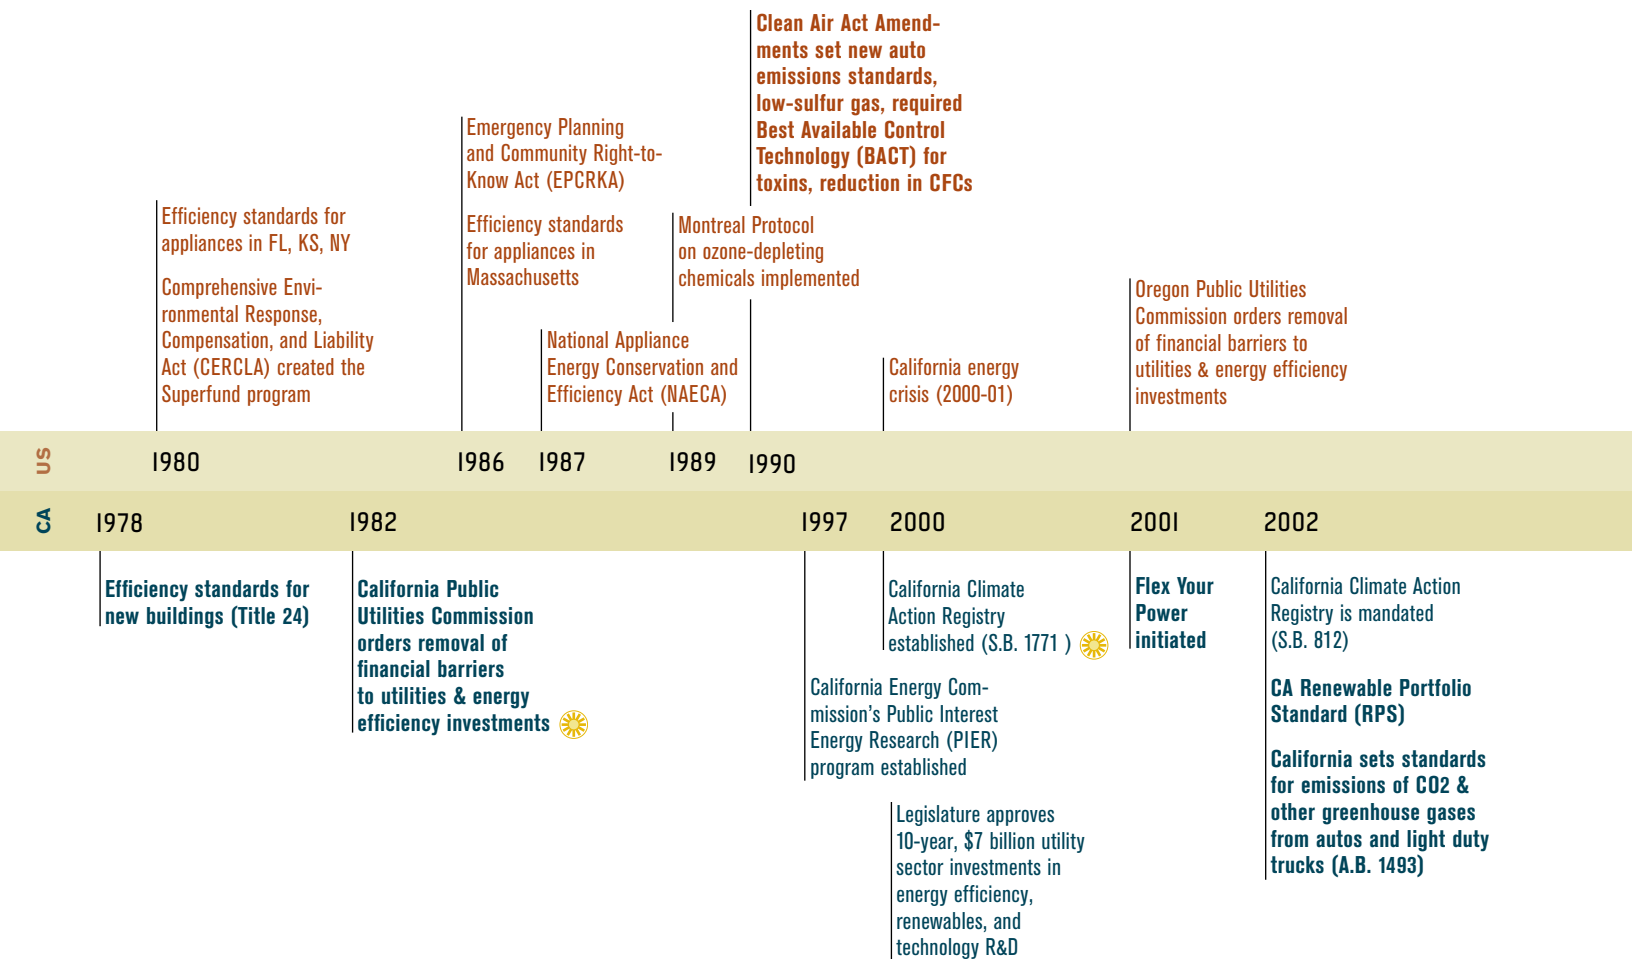 Clean Air Act Amend-
ments set new auto
emissions standards,
low-sulfur gas, required
Best Available Control
Technology (BACT) for
toxins, reduction in CFCs
Emergency Planning
and Community Right-to-
Know Act (EPCRKA)
Efficiency standards
for appliances in
Massachusetts
Efficiency standards for
appliances in FL, KS, NY
Comprehensive Envi-
ronmental Response,
Compensation, and Liability
Act (CERCLA) created the
Superfund program
Montreal Protocol
on ozone-depleting
chemicals implemented
National Appliance
Energy Conservation and
Efficiency Act (NAECA)
California energy
crisis (2000-01)
Oregon Public Utilities
Commission orders removal
of financial barriers to
utilities & energy efficiency
investments
US
1980
1986
1987
1989
1990
CA
1978
1982
1997
2000
2001
2002
Efficiency standards for
new buildings (Title 24)
California Public
Utilities Commission
orders removal of
financial barriers
to utilities & energy
efficiency investments
California Climate
Action Registry
established (S.B. 1771 )
California Energy Com-
mission's Public Interest
Energy Research (PIER)
program established
Legislature approves
10-year, $7 billion utility
sector investments in
energy efficiency,
renewables, and
technology R&D
Flex Your
Power
initiated
California Climate Action
Registry is mandated
(S.B. 812)
CA Renewable Portfolio
Standard (RPS)
California sets standards
for emissions of CO2 &
other greenhouse gases
from autos and light duty
trucks (A.B. 1493)